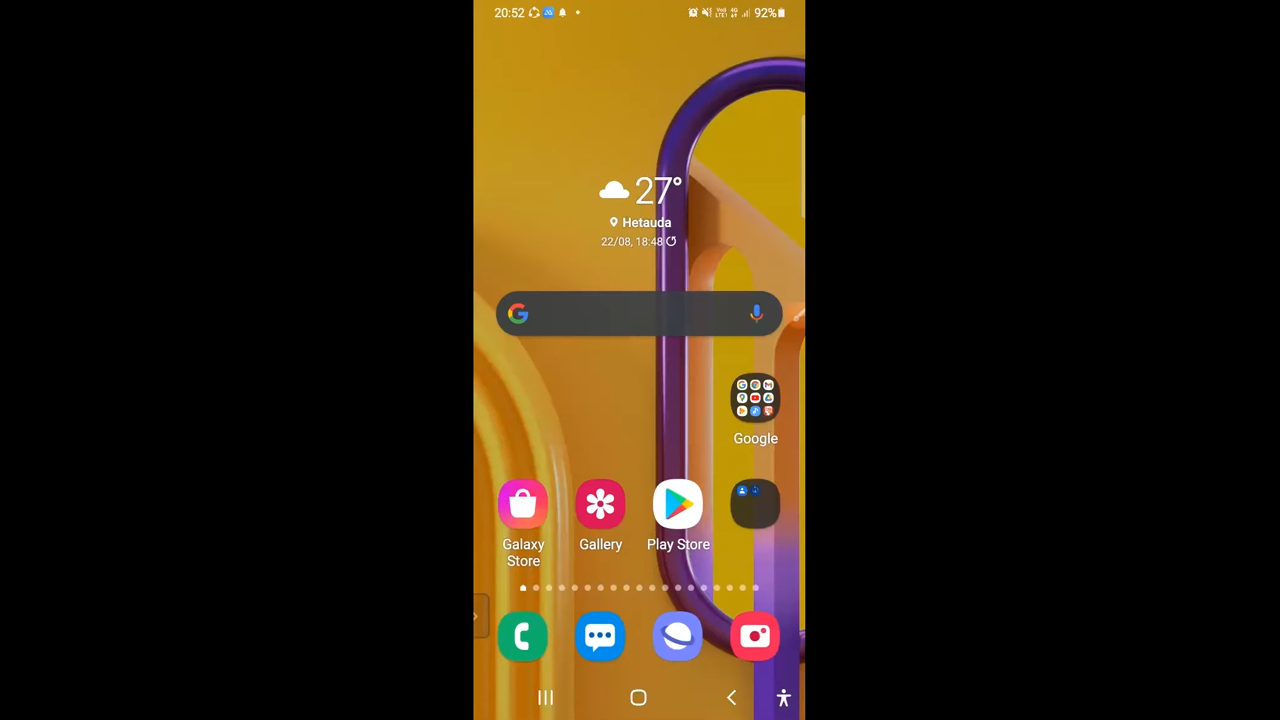 20:52
92%
27°
Hetauda
22/08, 18:48
Google
Galaxy Store
Gallery
Play Store